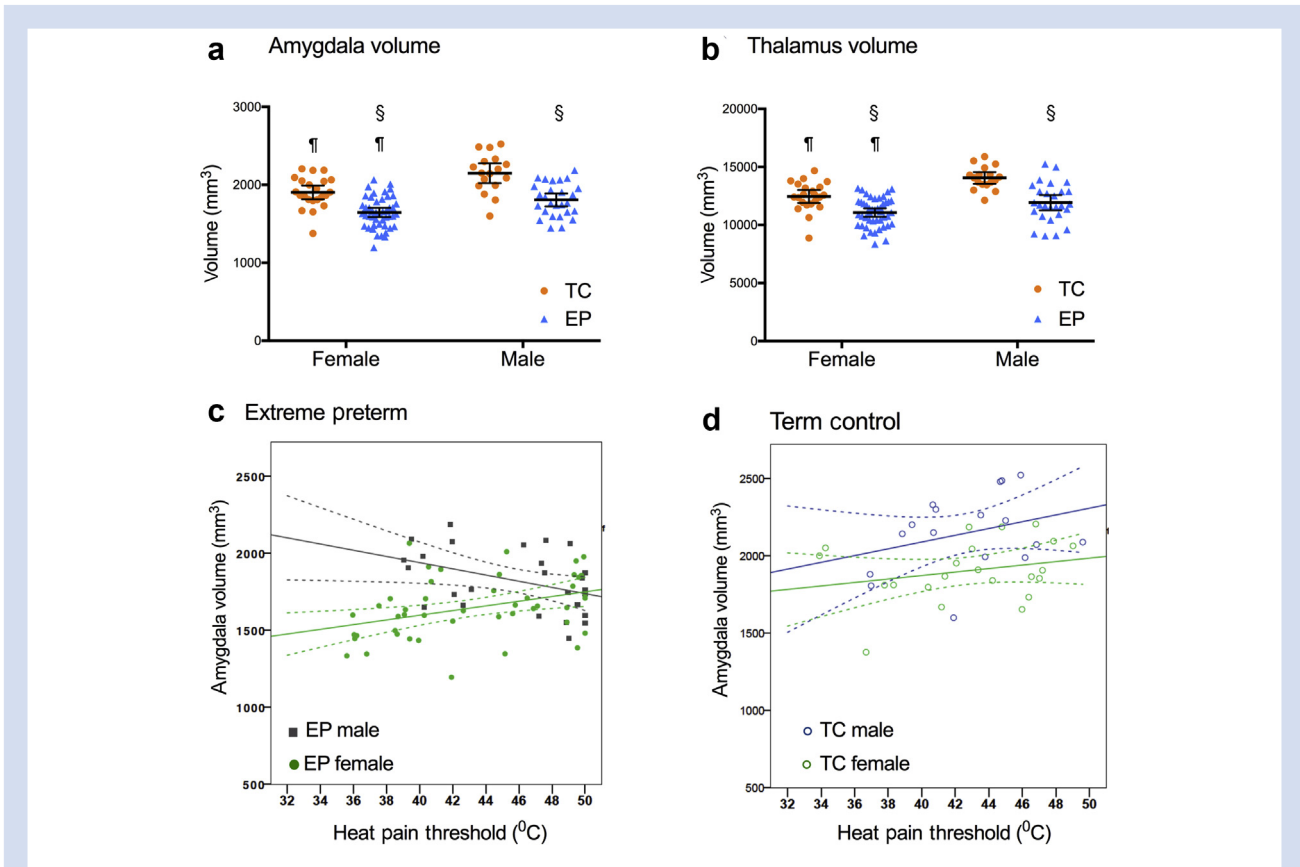 a Amygdala volume
3000
2000
1000
0
Volume (mm³)
¶
§
¶
§
TC
EP
Female
Male
b Thalamus volume
20000
15000
10000
5000
0
Volume (mm³)
¶
§
¶
§
TC
EP
Female
Male
c Extreme preterm
2500
2000
1500
1000
500
Amygdala volume (mm³)
EP male
EP female
32 34 36 38 40 42 44 46 48 50
Heat pain threshold (⁰C)
d Term control
2500
2000
1500
1000
500
Amygdala volume (mm³)
TC male
TC female
32 34 36 38 40 42 44 46 48 50
Heat pain threshold (⁰C)